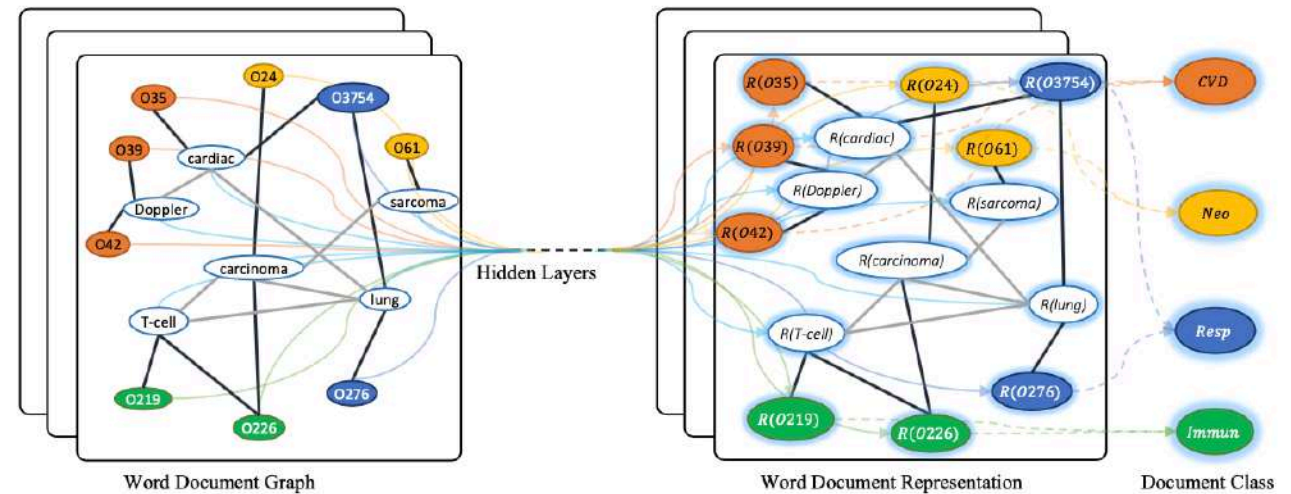 O24
O35
O3754
O39
cardiac
O61
sarcoma
Doppler
O42
carcinoma
lung
T-cell
O219
O276
O226
Word Document Graph
Hidden Layers
R(O35)
R(O24)
R(O3754)
R(cardiac)
R(O39)
R(O61)
R(Doppler)
R(sarcoma)
R(O42)
R(carcinoma)
R(lung)
R(T-cell)
R(O276)
R(O219)
R(O226)
Word Document Representation
CVD
Neo
Resp
Immun
Document Class